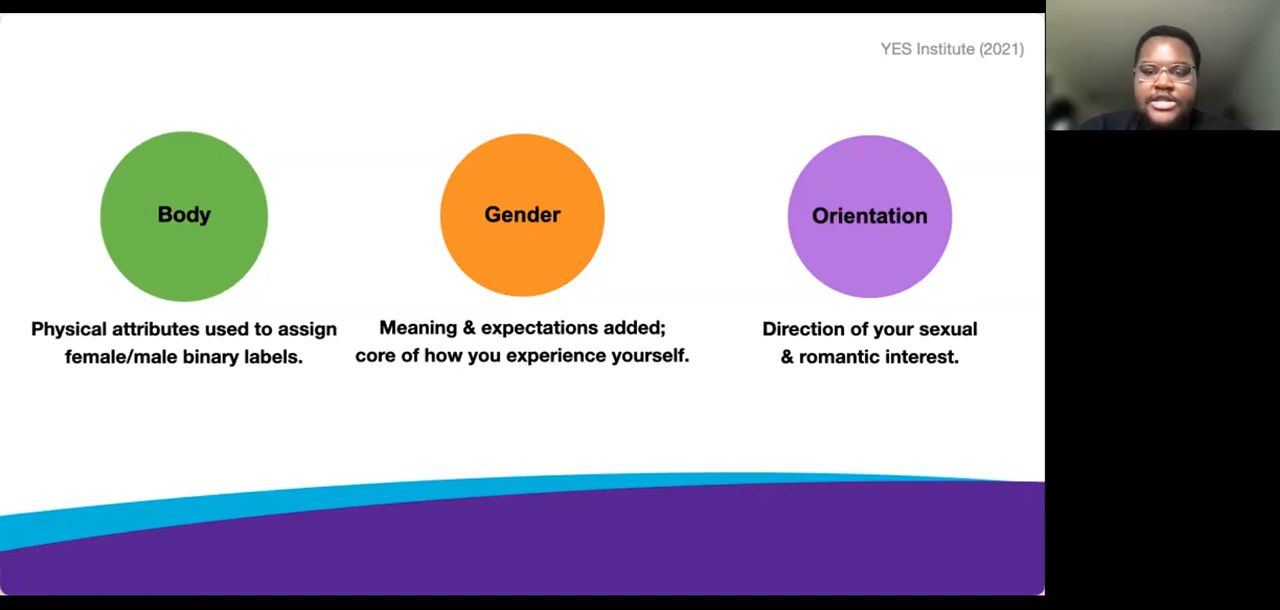 YES Institute (2021)
Body
Gender
Orientation
Physical attributes used to assign
female/male binary labels.
Meaning & expectations added;
core of how you experience yourself.
Direction of your sexual
& romantic interest.